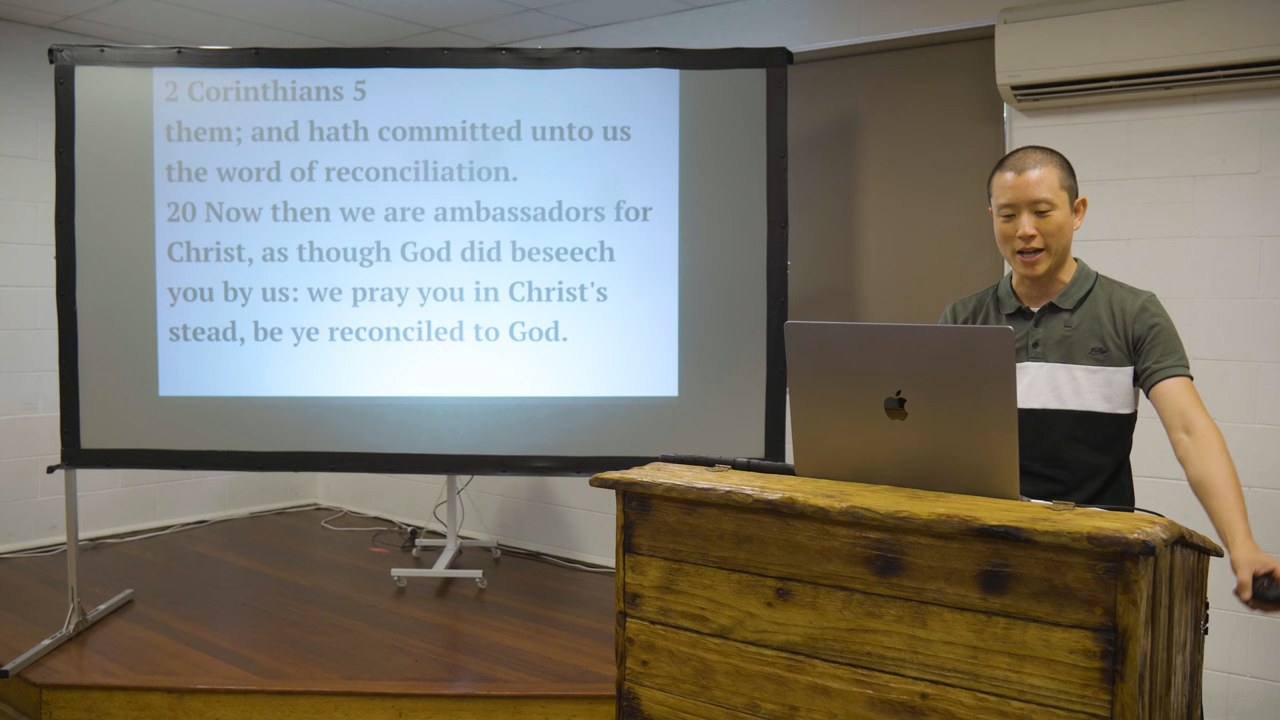 2 Corinthians 5
them; and hath committed unto us
the word of reconciliation.
20 Now then we are ambassadors for
Christ, as though God did beseech
you by us: we pray you in Christ's
stead, be ye reconciled to God.